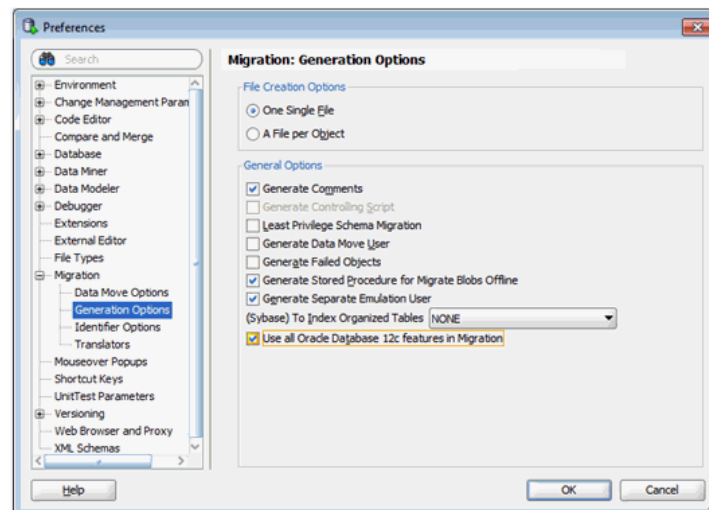 Preferences
Search
Environment
Change Management Paran
Code Editor
Compare and Merge
Database
Data Miner
Data Modeler
Debugger
Extensions
External Editor
File Types
Migration
Data Move Options
Generation Options
Identifier Options
Translators
Mouseover Popups
Shortcut Keys
UnitTest Parameters
Versioning
Web Browser and Proxy
XML Schemas
Help
Migration: Generation Options
File Creation Options
One Single File
A File per Object
General Options
Generate Comments
Generate Controlling Script
Least Privilege Schema Migration
Generate Data Move User
Generate Failed Objects
Generate Stored Procedure for Migrate Blobs Offline
Generate Separate Emulation User
(Sybase) To Index Organized Tables NONE
Use all Oracle Database 12c features in Migration
OK Cancel